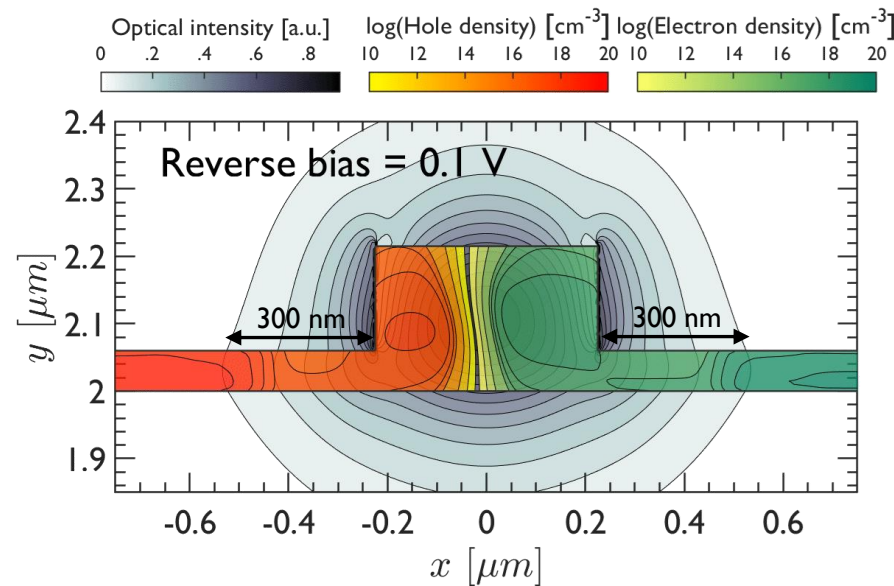 Optical intensity [a.u.]
0 .2 .4 .6 .8
log(Hole density) [cm-3]
10 12 14 16 18 20
log(Electron density) [cm-3]
10 12 14 16 18 20
Reverse bias = 0.1 V
300 nm
300 nm
y [μm]
2.4
2.3
2.2
2.1
2
1.9
-0.6 -0.4 -0.2 0 0.2 0.4 0.6
x [μm]